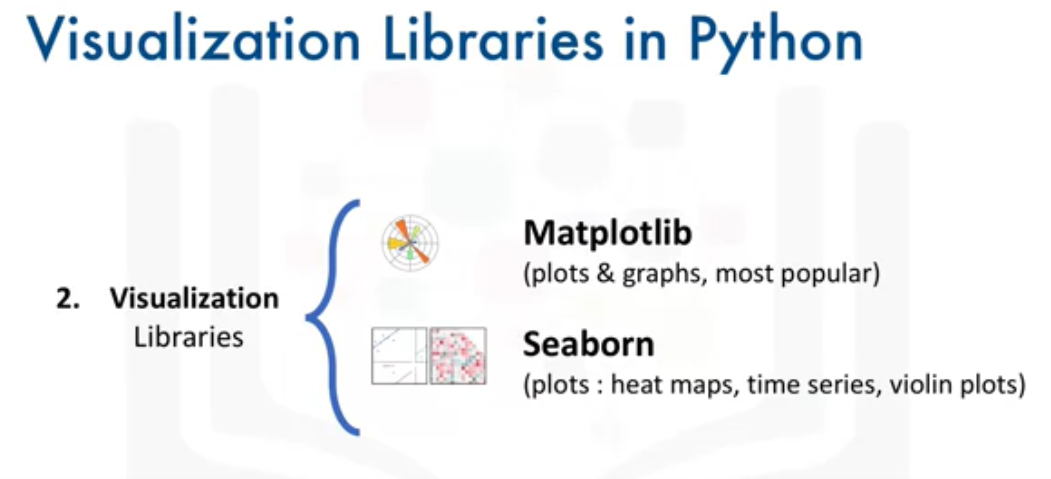 Visualization Libraries in Python
2. Visualization
Libraries
Matplotlib
(plots & graphs, most popular)
Seaborn
(plots : heat maps, time series, violin plots)